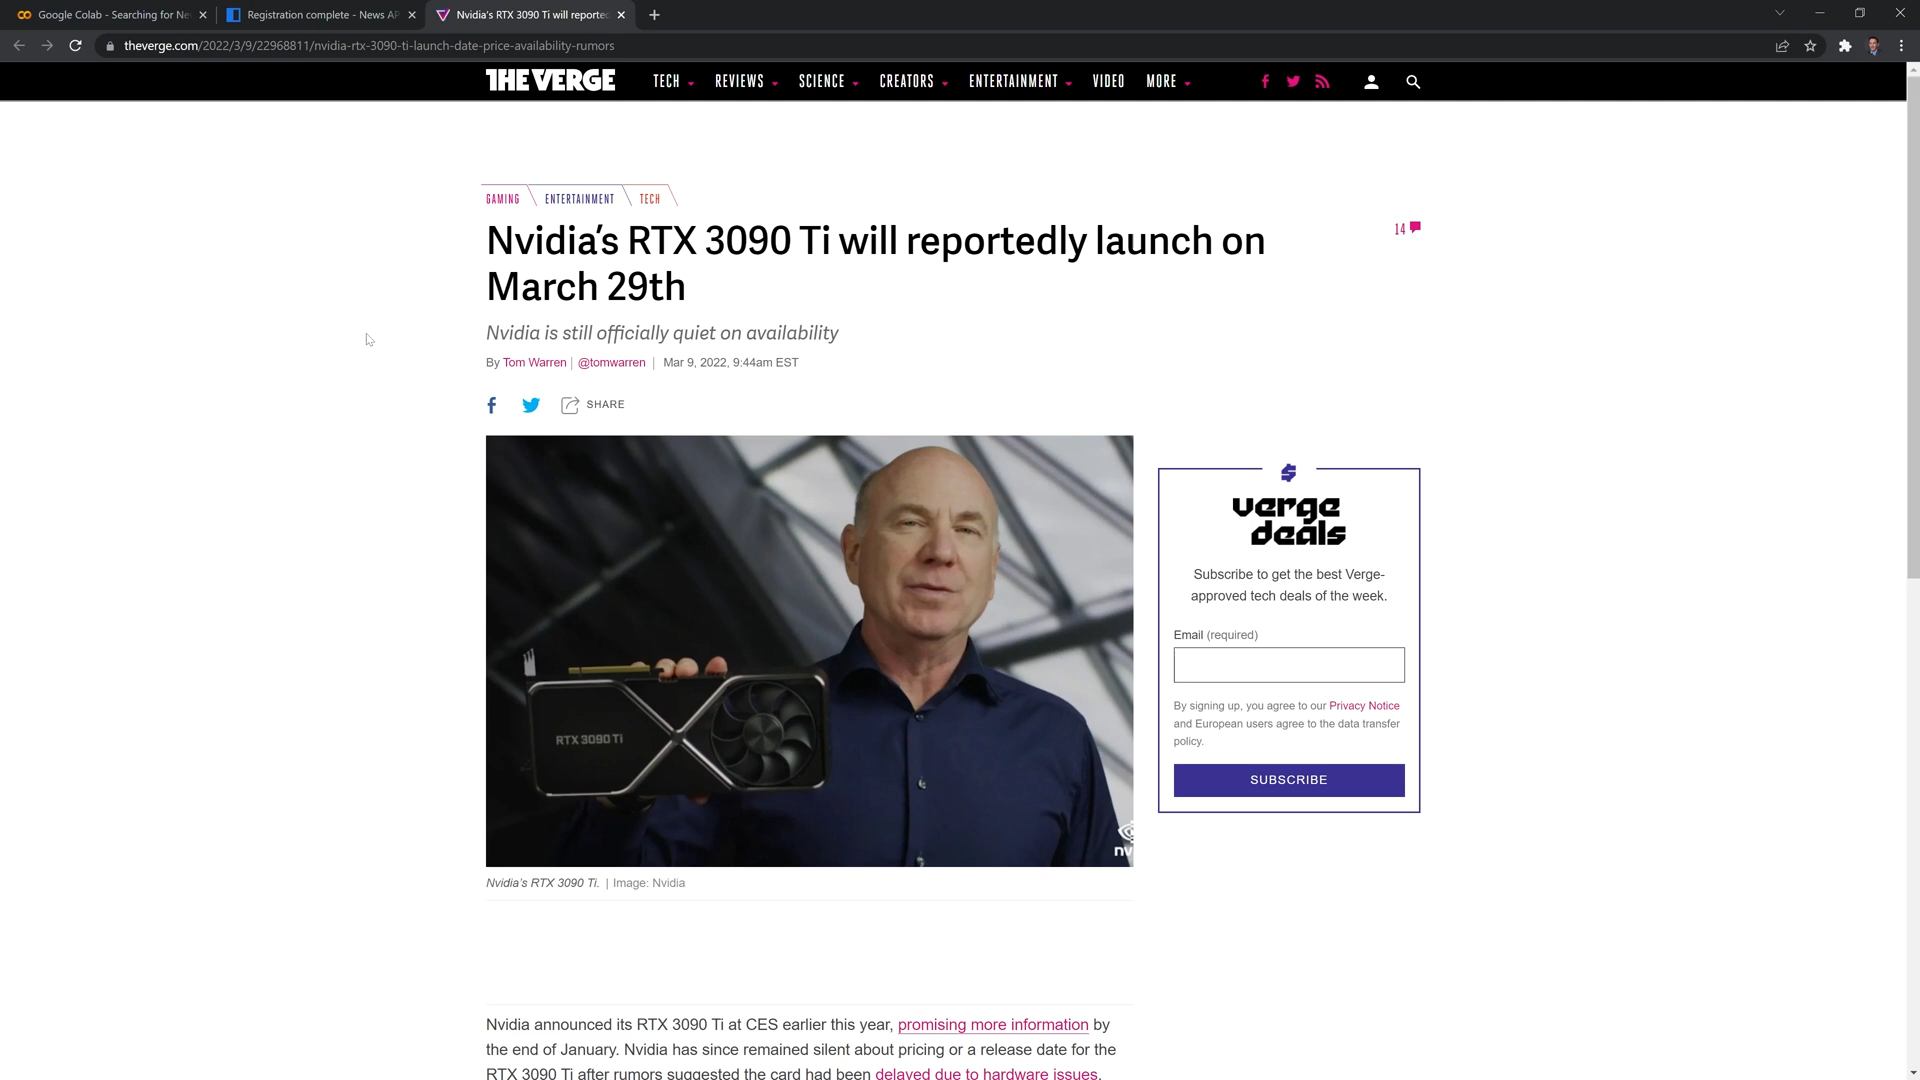 Google Colab - Searching for Ne
Registration complete - News AP
Nvidia's RTX 3090 Ti will reporte
theverge.com/2022/3/9/22968811/nvidia-rtx-3090-ti-launch-date-price-availability-rumors
THE VERGE
TECH
REVIEWS
SCIENCE
CREATORS
ENTERTAINMENT
VIDEO
MORE
GAMING
ENTERTAINMENT
TECH
Nvidia's RTX 3090 Ti will reportedly launch on
March 29th
14
Nvidia is still officially quiet on availability
By Tom Warren | @tomwarren | Mar 9, 2022, 9:44am EST
SHARE
RTX 3090 Ti
nv
Nvidia's RTX 3090 Ti. | Image: Nvidia
verge
deals
Subscribe to get the best Verge-
approved tech deals of the week.
Email (required)
By signing up, you agree to our Privacy Notice
and European users agree to the data transfer
policy.
SUBSCRIBE
Nvidia announced its RTX 3090 Ti at CES earlier this year, promising more information by
the end of January. Nvidia has since remained silent about pricing or a release date for the
RTX 3090 Ti after rumors suggested the card had been delayed due to hardware issues.